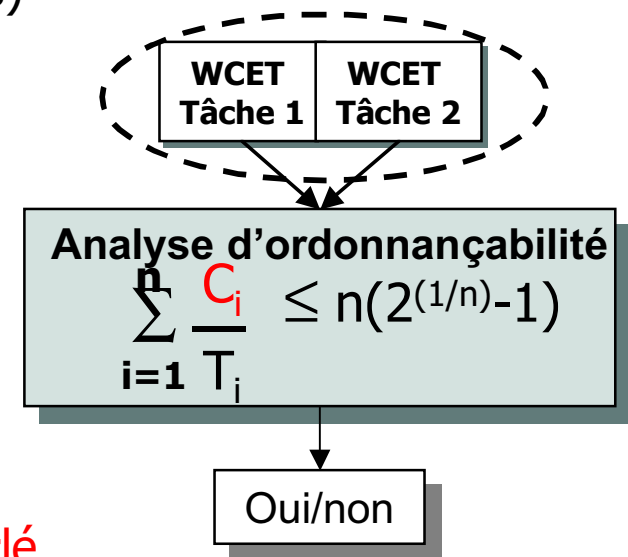 WCET WCET
Tâche 1 Tâche 2
Analyse d'ordonnançabilité
n
∑ Ci/Ti ≤ n(2^(1/n)-1)
i=1
Oui/non